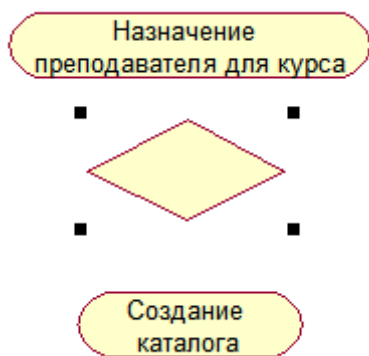 Назначение
преподавателя для курса
Создание
каталога